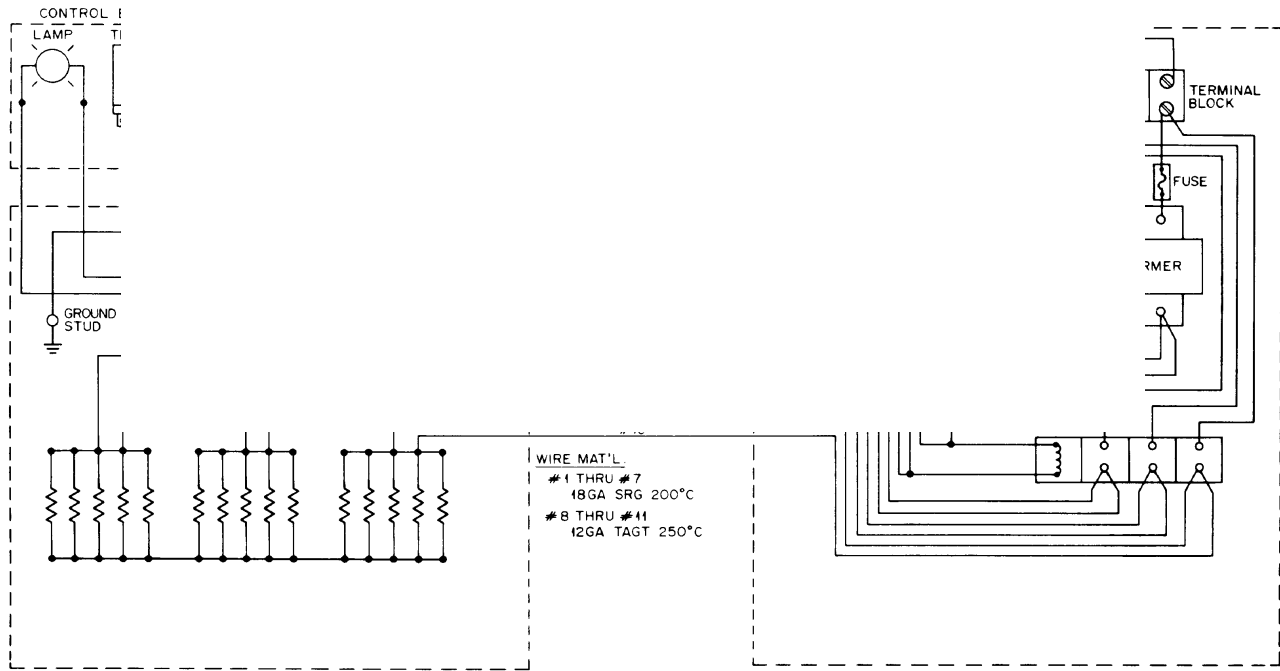 CONTROL
LAMP
TERMINAL
BLOCK
FUSE
GROUND
STUD
WIRE MAT'L.
#1 THRU #7
18GA SRG 200°C
#8 THRU #11
12GA TAGT 250°C